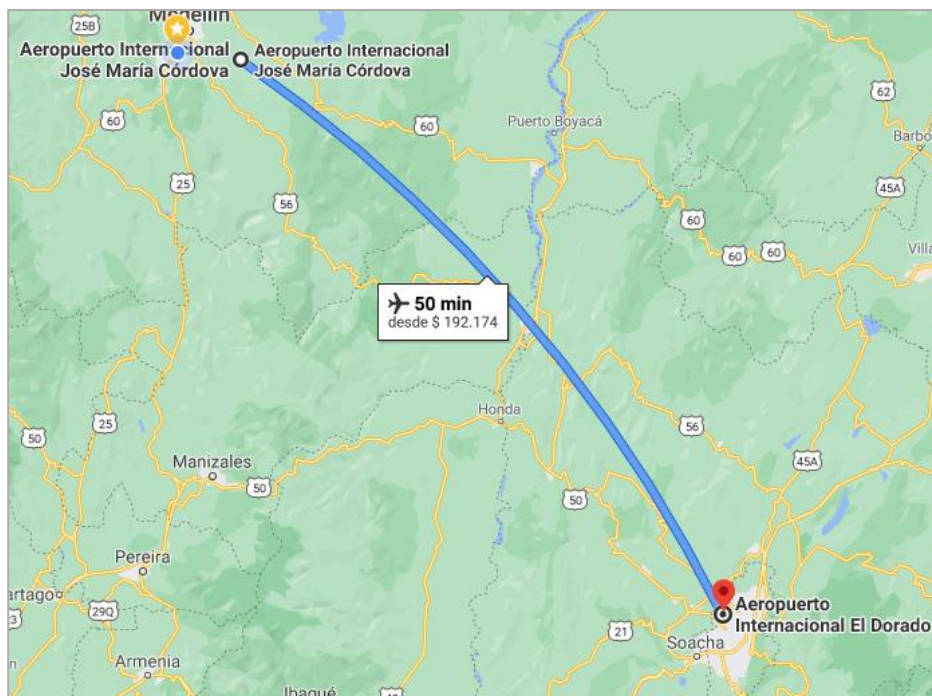 25B
Medellín
Aeropuerto Internacional
José María Córdova
Aeropuerto Internacional
José María Córdova
62
60
60
Puerto Boyacá
25
45A
56
60
60
60
50 min
desde $ 192.174
Honda
25
50
56
45A
Manizales
50
50
Pereira
29Q
Aeropuerto
Internacional El Dorado
21
Soacha
Armenia